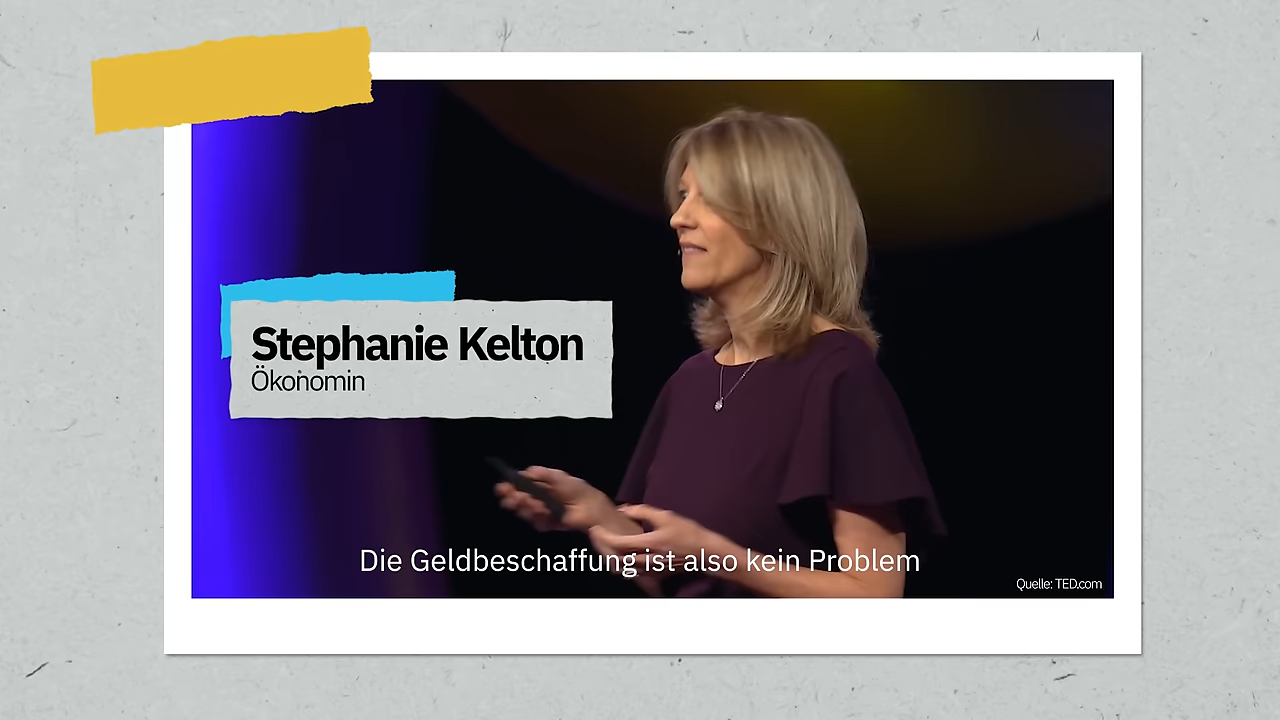 Stephanie Kelton
Ökonomin
Die Geldbeschaffung ist also kein Problem
Quelle: TED.com